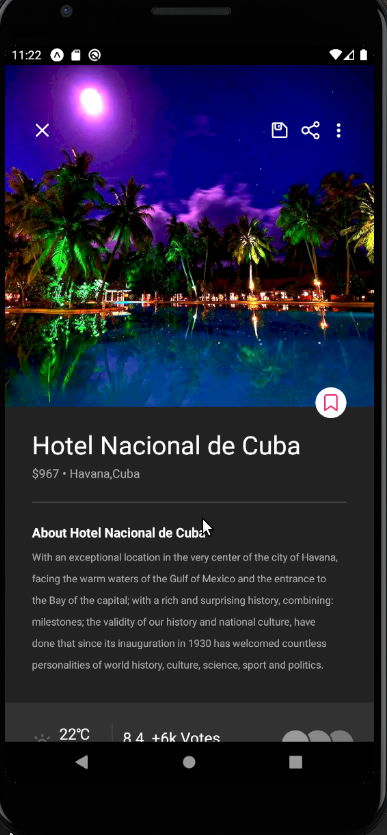 11:22
Hotel Nacional de Cuba
$967 • Havana,Cuba
About Hotel Nacional de Cuba
With an exceptional location in the very center of the city of Havana,
facing the warm waters of the Gulf of Mexico and the entrance to
the Bay of the capital; with a rich and surprising history, combining:
milestones; the validity of our history and national culture, have
done that since its inauguration in 1930 has welcomed countless
personalities of world history, culture, science, sport and politics.
22℃ 8.4 +6k Votes